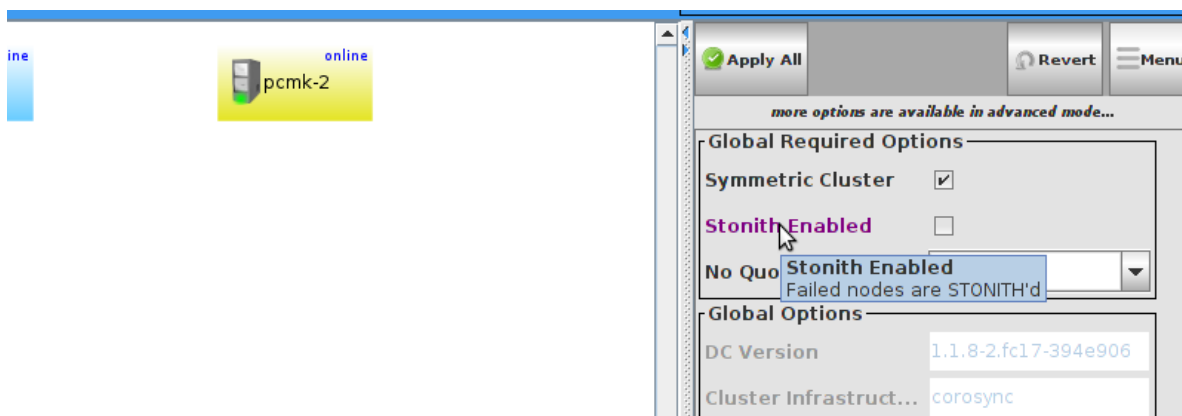 ine
online
pcmk-2
Apply All
Revert
Menu
more options are available in advanced mode...
Global Required Options
Symmetric Cluster
Stonith Enabled
No Quo
Stonith Enabled
Failed nodes are STONITH'd
Global Options
DC Version 1.1.8-2.fc17-394e906
Cluster Infrastruct... corosync